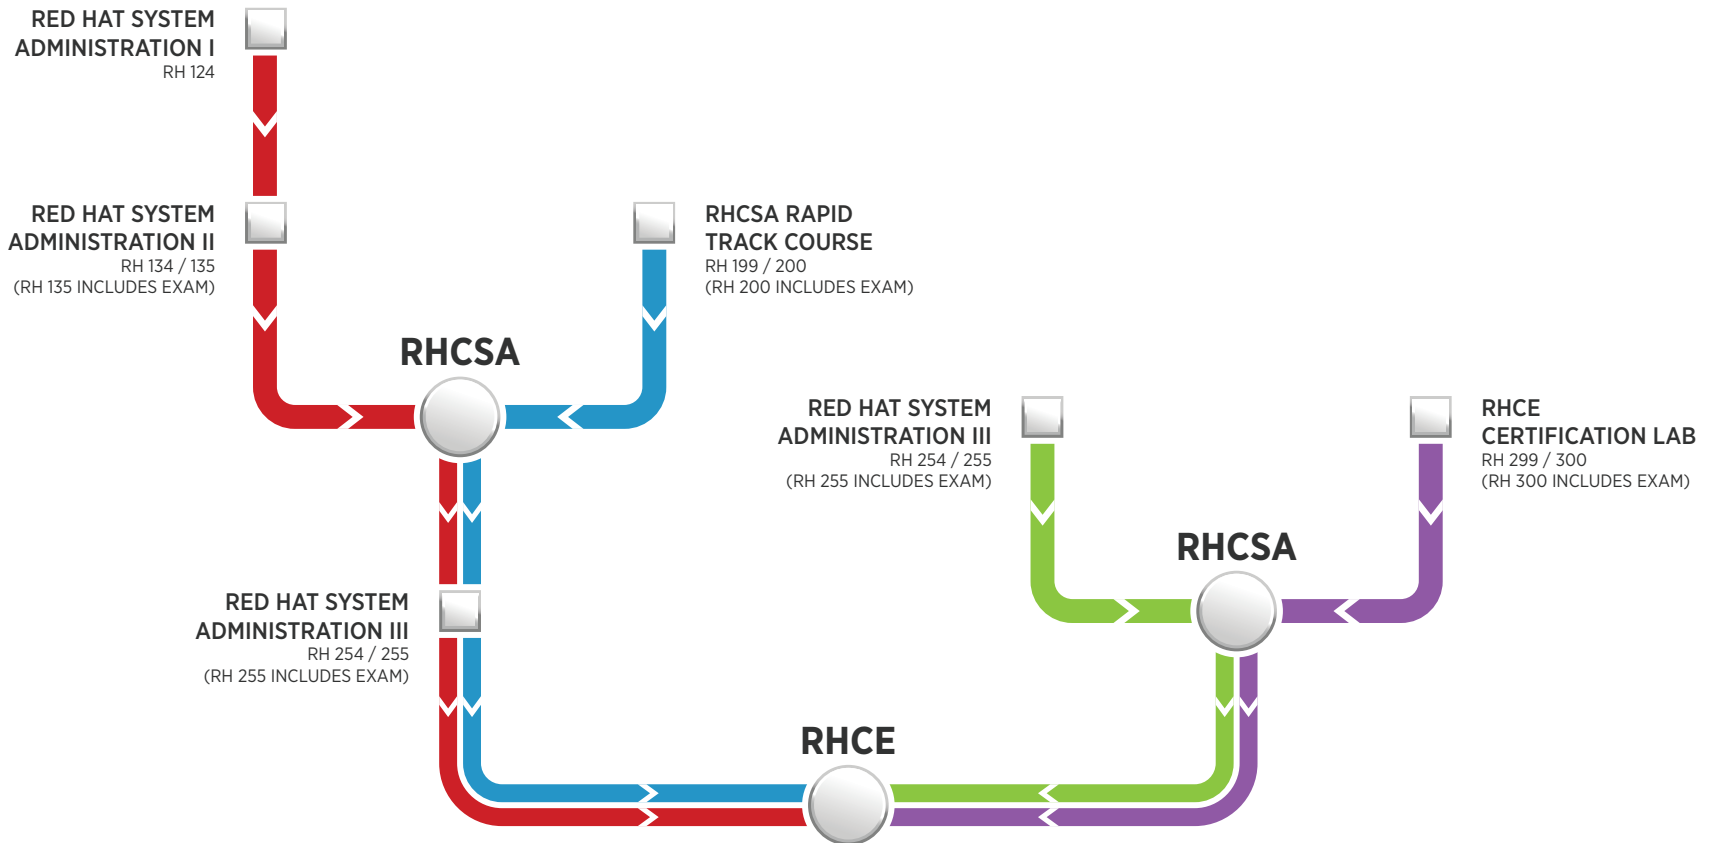 RED HAT SYSTEM
ADMINISTRATION I
RH 124
RED HAT SYSTEM
ADMINISTRATION II
RH 134 / 135
(RH 135 INCLUDES EXAM)
RHCSA RAPID
TRACK COURSE
RH 199 / 200
(RH 200 INCLUDES EXAM)
RHCSA
RED HAT SYSTEM
ADMINISTRATION III
RH 254 / 255
(RH 255 INCLUDES EXAM)
RHCE
CERTIFICATION LAB
RH 299 / 300
(RH 300 INCLUDES EXAM)
RHCSA
RED HAT SYSTEM
ADMINISTRATION III
RH 254 / 255
(RH 255 INCLUDES EXAM)
RHCE